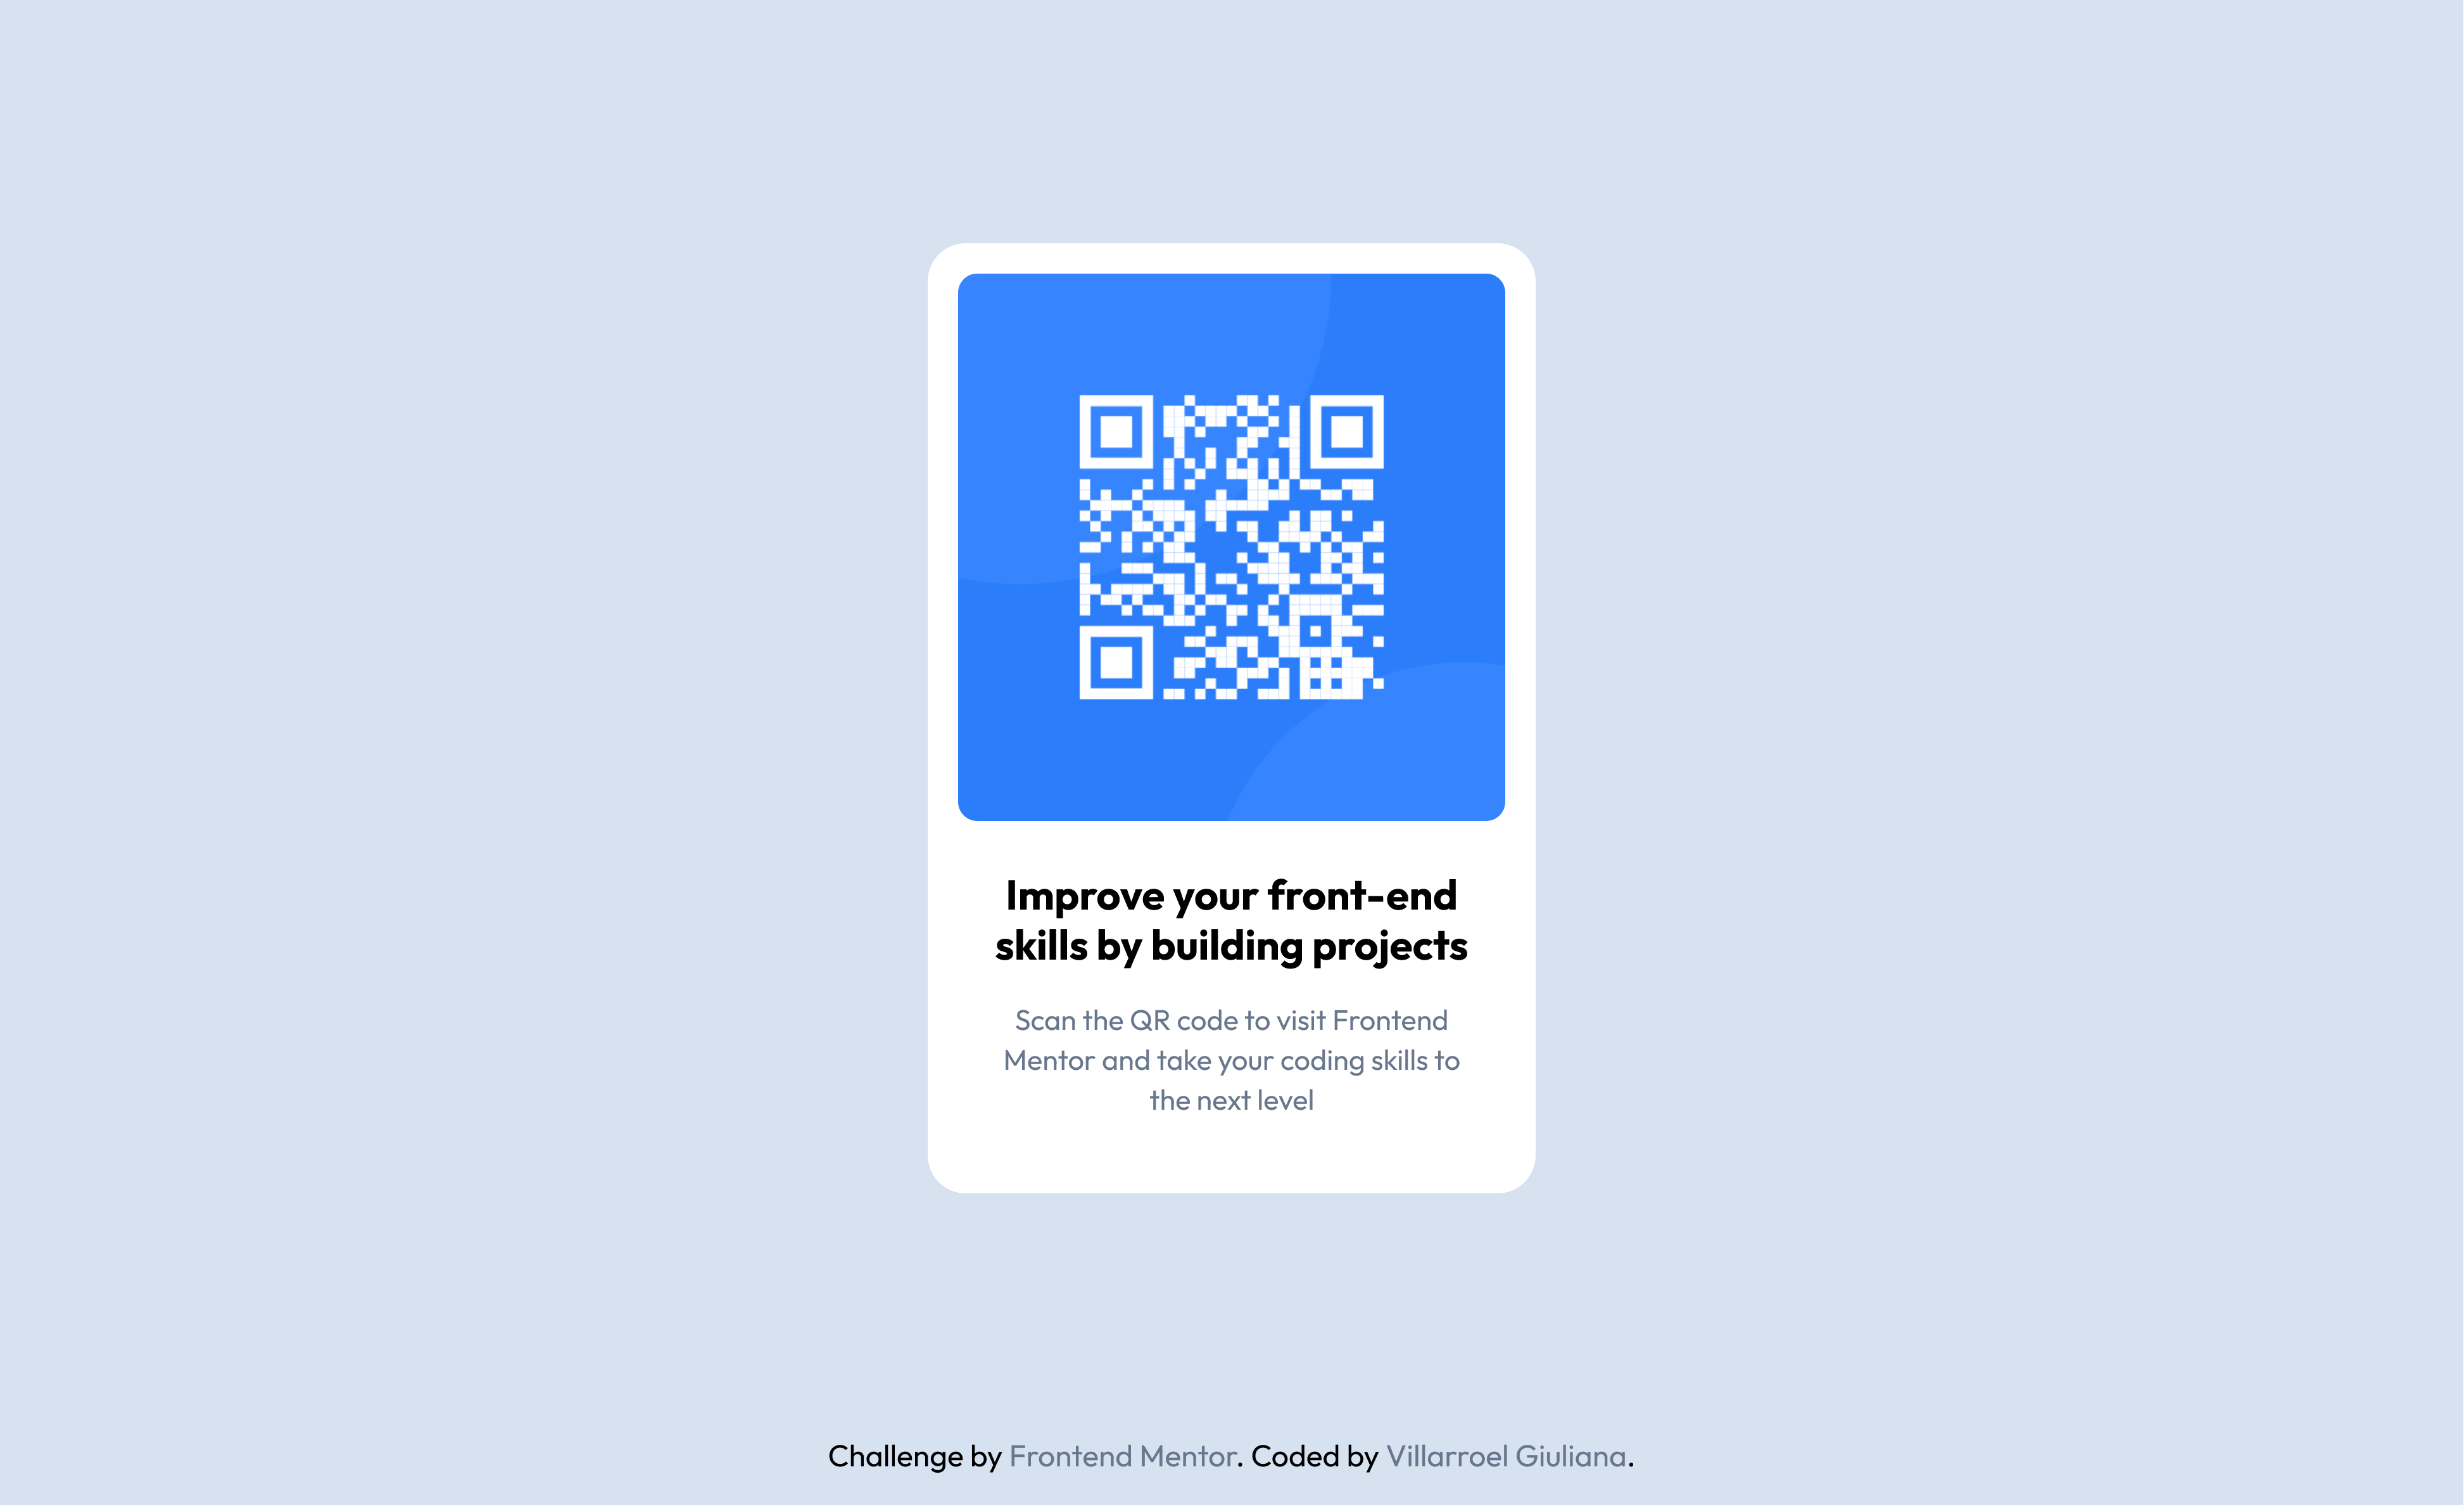 Improve your front-end
skills by building projects
Scan the QR code to visit Frontend
Mentor and take your coding skills to
the next level
Challenge by Frontend Mentor. Coded by Villarroel Giuliana.